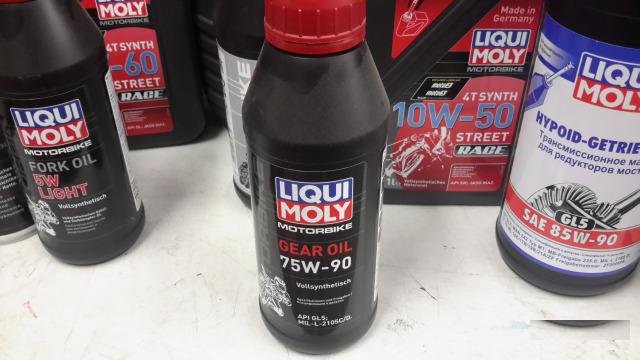 LIQUI
MOLY
MOTORBIKE
FORK OIL
5W
LIGHT
Vollsynthetisch
4T SYNTH
-60
STREET
RACE
LIQUI
MOLY
MOTORBIKE
GEAR OIL
75W-90
Vollsynthetisch
API GL5;
MIL-L-2105C/D.
Made in
Germany
LIQUI
MOLY
MOTORBIKE
4T SYNTH
10W-50
STREET
RACE
LIQUI
MOLY
HYPOID-GETRIE
Трансмиссионное ма
для редукторов мост
GL5
SAE 85W-90